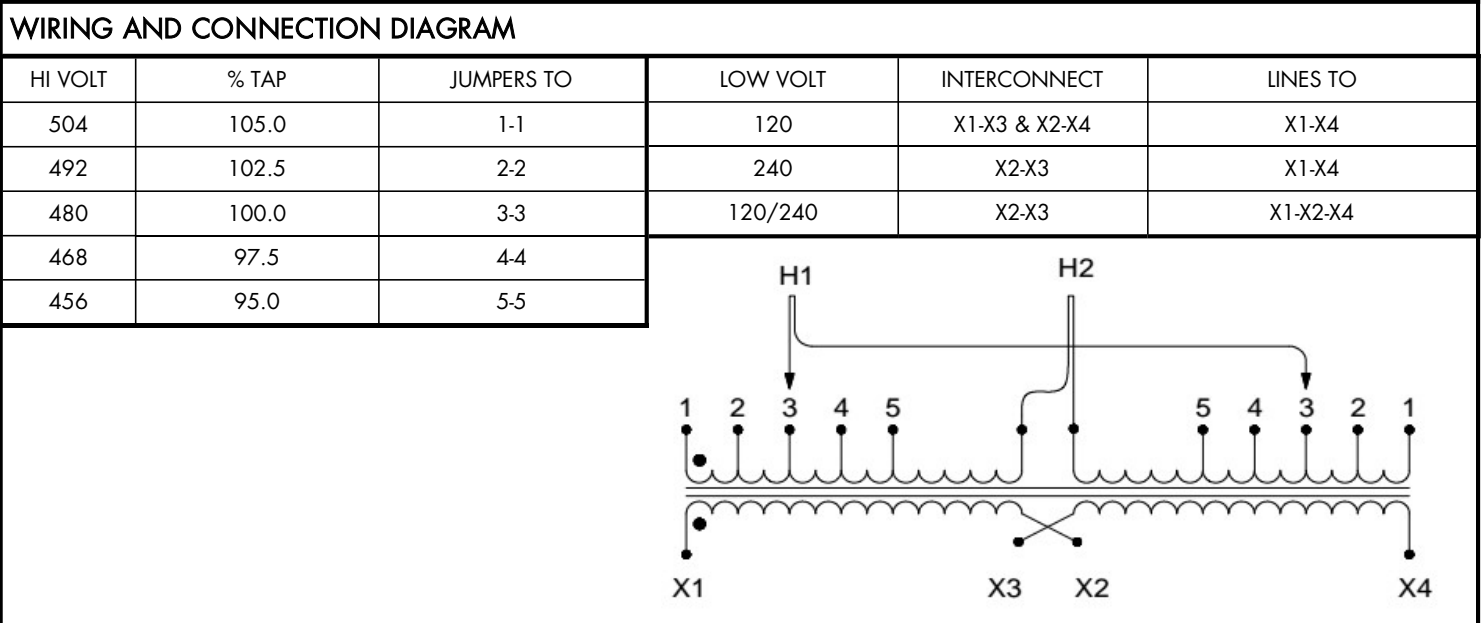 WIRING AND CONNECTION DIAGRAM
HI VOLT % TAP JUMPERS TO
504 105.0 1-1
492 102.5 2-2
480 100.0 3-3
468 97.5 4-4
456 95.0 5-5
LOW VOLT INTERCONNECT LINES TO
120 X1-X3 & X2-X4 X1-X4
240 X2-X3 X1-X4
120/240 X2-X3 X1-X2-X4
H1 H2
1 2 3 4 5 5 4 3 2 1
X1 X3 X2 X4